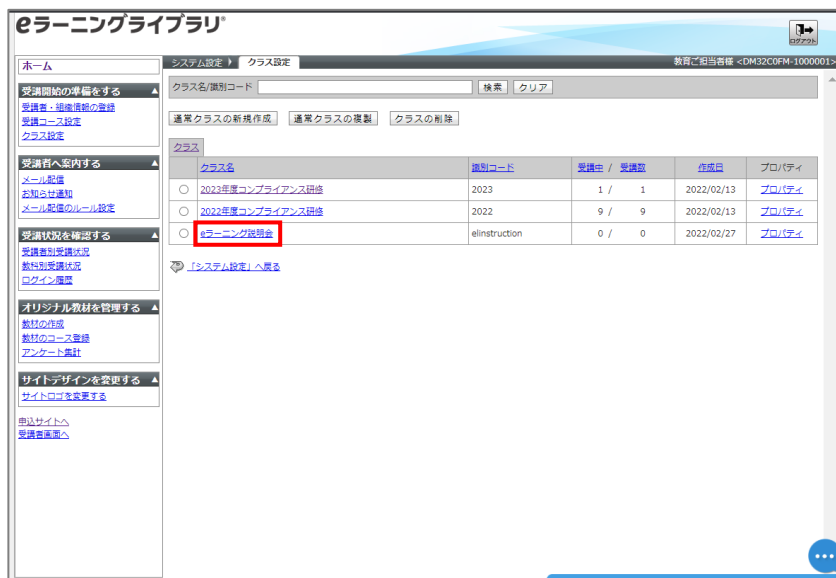 eラーニングライブラリ®
ログアウト
ホーム
システム設定 クラス設定 教育ご担当者様 <DM32C0FM-1000001>
受講開始の準備をする
受講者・組織情報の登録
受講コース設定
クラス設定
受講者へ案内する
メール配信
お知らせ通知
メール配信のルール設定
受講状況を確認する
受講者別受講状況
教科別受講状況
ログイン履歴
オリジナル教材を管理する
教材の作成
教材のコース登録
アンケート集計
サイトデザインを変更する
サイトロゴを変更する
申込サイトへ
受講者画面へ
クラス名/識別コード 検索 クリア
通常クラスの新規作成 通常クラスの複製 クラスの削除
クラス
クラス名 識別コード 受講中 / 受講数 作成日 プロパティ
2023年度コンプライアンス研修 2023 1 / 1 2022/02/13 プロパティ
2022年度コンプライアンス研修 2022 9 / 9 2022/02/13 プロパティ
eラーニング説明会 elinstruction 0 / 0 2022/02/27 プロパティ
「システム設定」へ戻る